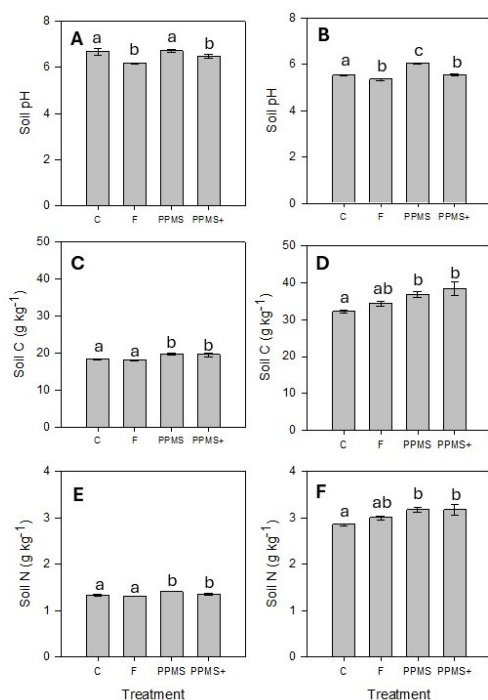 A
a b a b
Soil pH
8
6
4
2
0
C F PPMS PPMS+
B
a b c b
Soil pH
8
6
4
2
0
C F PPMS PPMS+
C
a a b b
Soil C (g kg⁻¹)
50
40
30
20
10
0
C F PPMS PPMS+
D
a ab b b
Soil C (g kg⁻¹)
50
40
30
20
10
0
C F PPMS PPMS+
E
a a b b
Soil N (g kg⁻¹)
4
3
2
1
0
C F PPMS PPMS+
Treatment
F
a ab b b
Soil N (g kg⁻¹)
4
3
2
1
0
C F PPMS PPMS+
Treatment